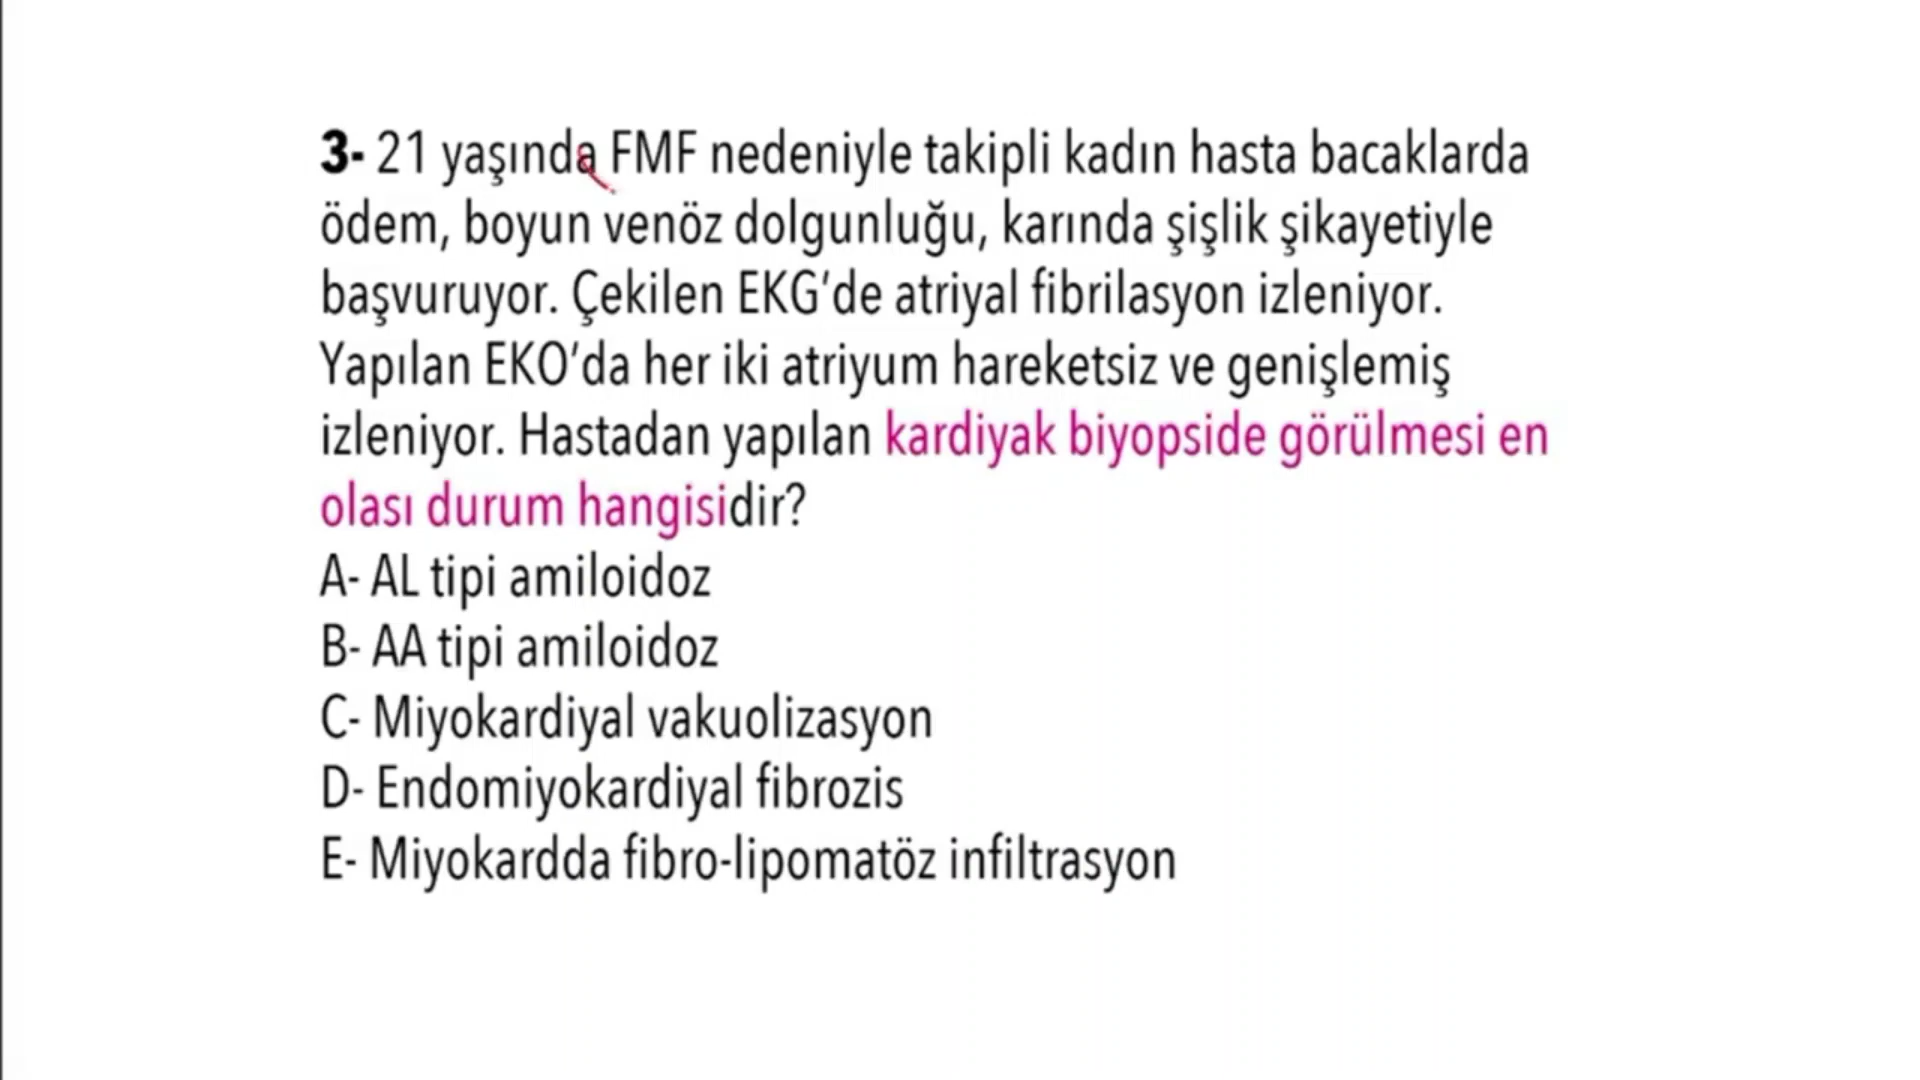 3- 21 yaşında FMF nedeniyle takipli kadın hasta bacaklarda
ödem, boyun venöz dolgunluğu, karında şişlik şikayetiyle
başvuruyor. Çekilen EKG’de atriyal fibrilasyon izleniyor.
Yapılan EKO’da her iki atriyum hareketsiz ve genişlemiş
izleniyor. Hastadan yapılan kardiyak biyopside görülmesi en
olası durum hangisidir?
A- AL tipi amiloidoz
B- AA tipi amiloidoz
C- Miyokardiyal vakuolizasyon
D- Endomiyokardiyal fibrozis
E- Miyokardda fibro-lipomatöz infiltrasyon